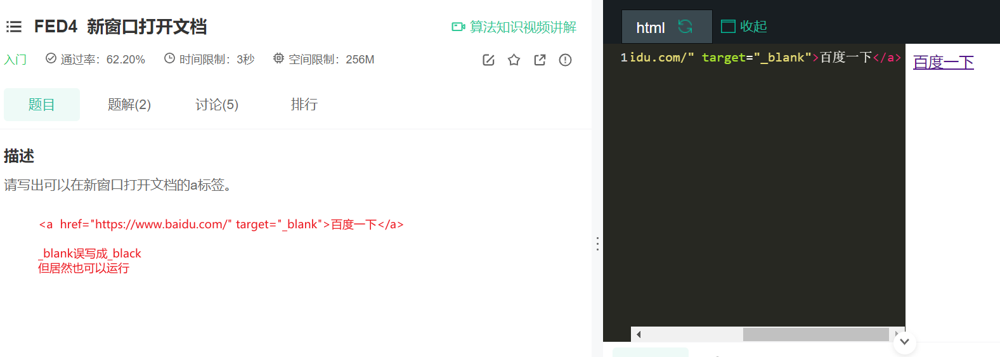 FED4 新窗口打开文档
算法知识视频讲解
入门 通过率：62.20% 时间限制：3秒 空间限制：256M
题目 题解(2) 讨论(5) 排行
描述
请写出可以在新窗口打开文档的a标签。
<a  href="https://www.baidu.com/" target="_blank">百度一下</a>
_blank误写成_black
但居然也可以运行
html 收起
1 idu.com/" target="_blank">百度一下</a>
百度一下